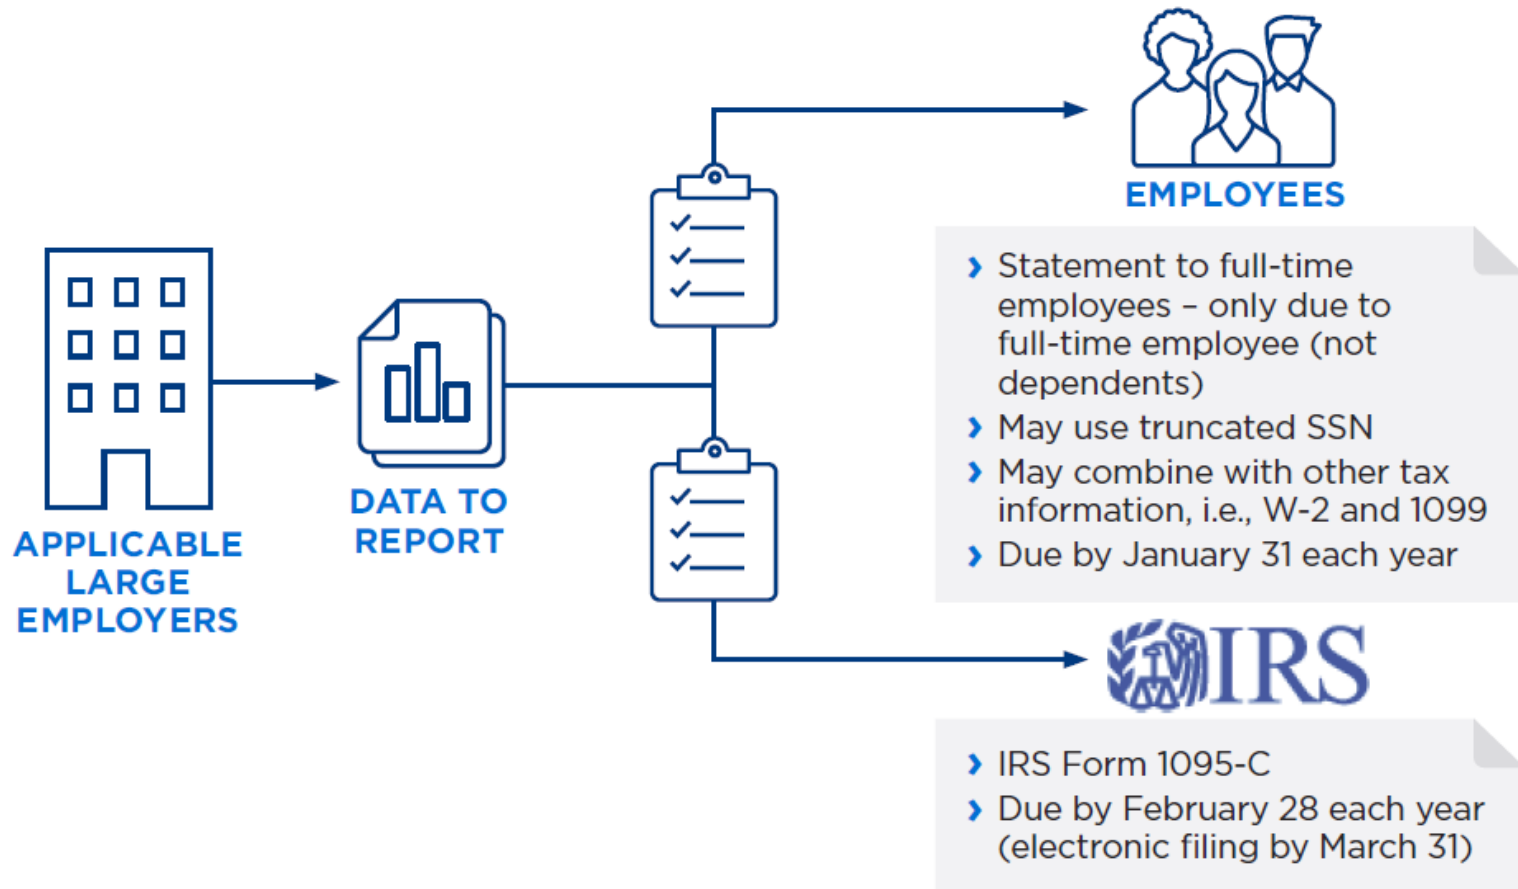 EMPLOYEES
› Statement to full-time
employees – only due to
full-time employee (not
dependents)
› May use truncated SSN
› May combine with other tax
information, i.e., W-2 and 1099
› Due by January 31 each year
APPLICABLE
LARGE
EMPLOYERS
DATA TO
REPORT
IRS
› IRS Form 1095-C
› Due by February 28 each year
(electronic filing by March 31)